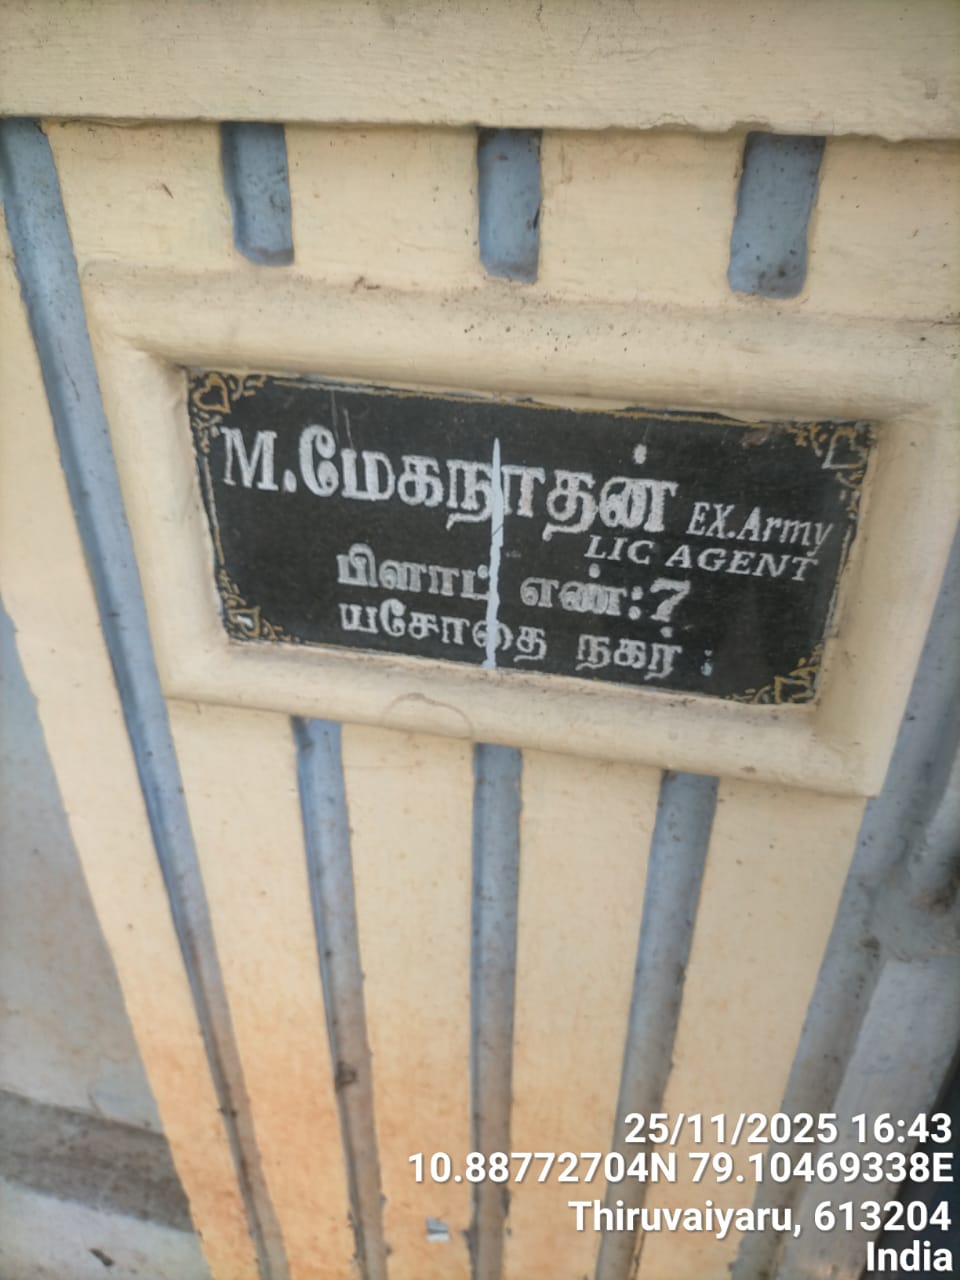 M.மேகநாதன் EX.Army
LIC AGENT
பிளாட் எண்:7
யசோதை நகர்
25/11/2025 16:43
10.88772704N 79.10469338E
Thiruvaiyaru, 613204
India